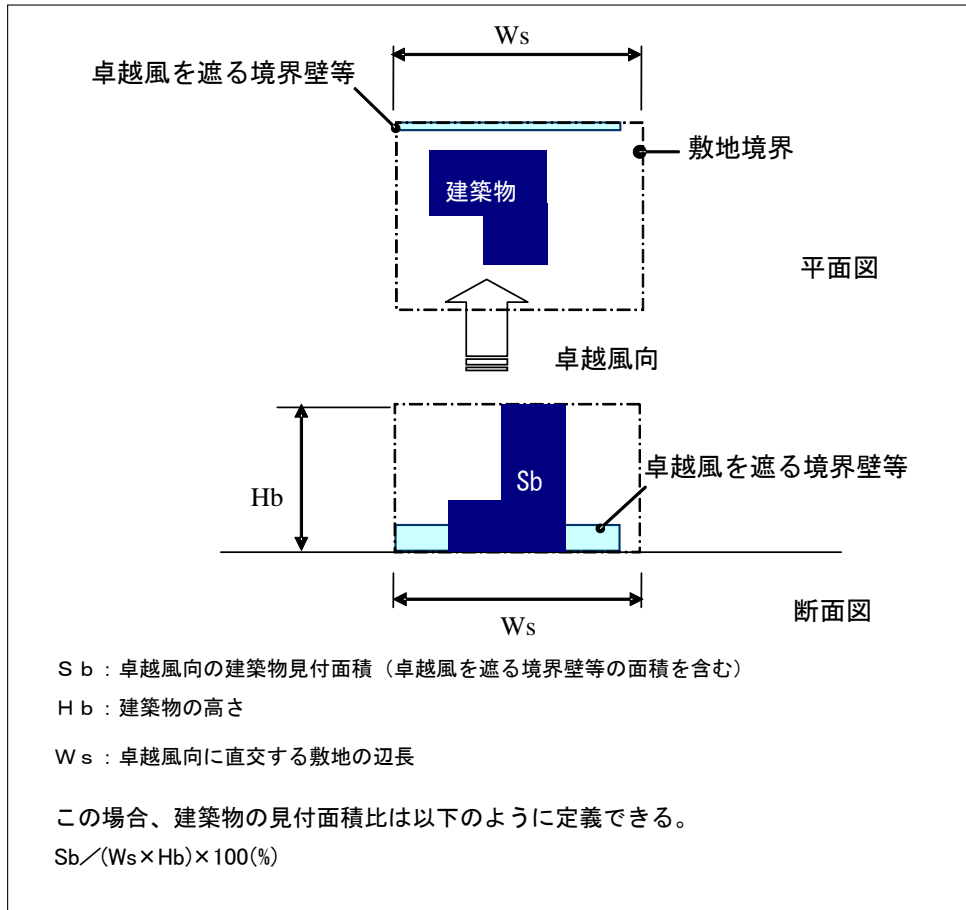 Ws
卓越風を遮る境界壁等
敷地境界
建築物
平面図
卓越風向
卓越風を遮る境界壁等
Sb
Hb
Ws
断面図
Ｓｂ：卓越風向の建築物見付面積（卓越風を遮る境界壁等の面積を含む）
Ｈｂ：建築物の高さ
Ｗｓ：卓越風向に直交する敷地の辺長
この場合、建築物の見付面積比は以下のように定義できる。
Sb／(Ws×Hb)×100(%)